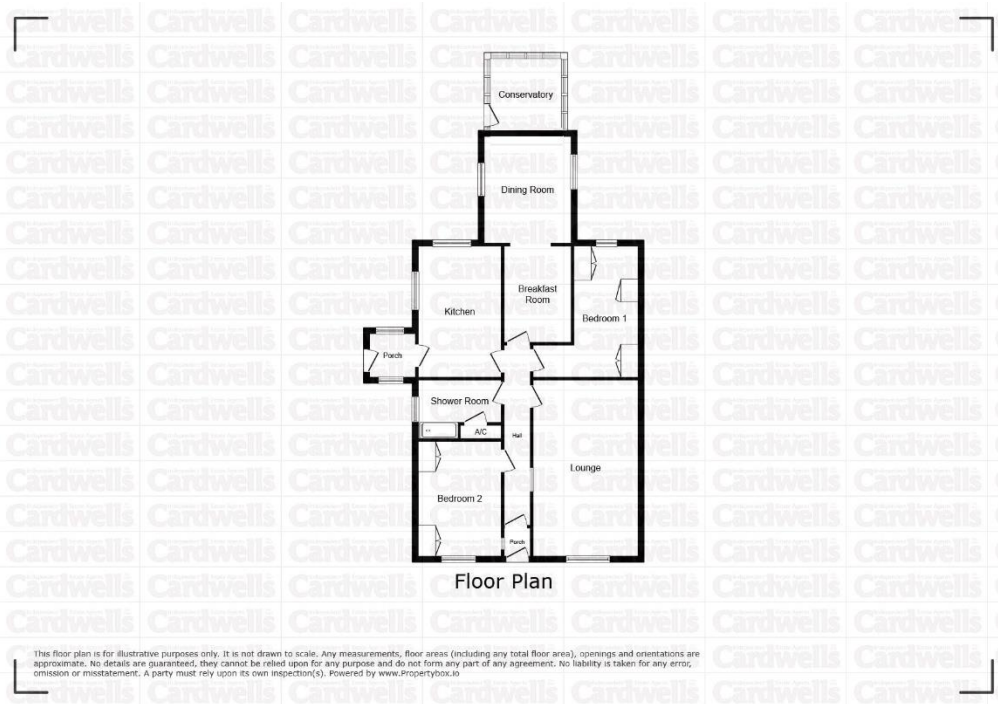 Conservatory
Dining Room
Breakfast
Room
Kitchen
Bedroom 1
Porch
Shower Room
A/C
Hall
Lounge
Bedroom 2
Porch
Floor Plan
This floor plan is for illustrative purposes only. It is not drawn to scale. Any measurements, floor areas (including any total floor area), openings and orientations are
approximate. No details are guaranteed, they cannot be relied upon for any purpose and do not form any part of any agreement. No liability is taken for any error,
omission or misstatement. A party must rely upon its own inspection(s). Powered by www.Propertybox.io
Cardwells